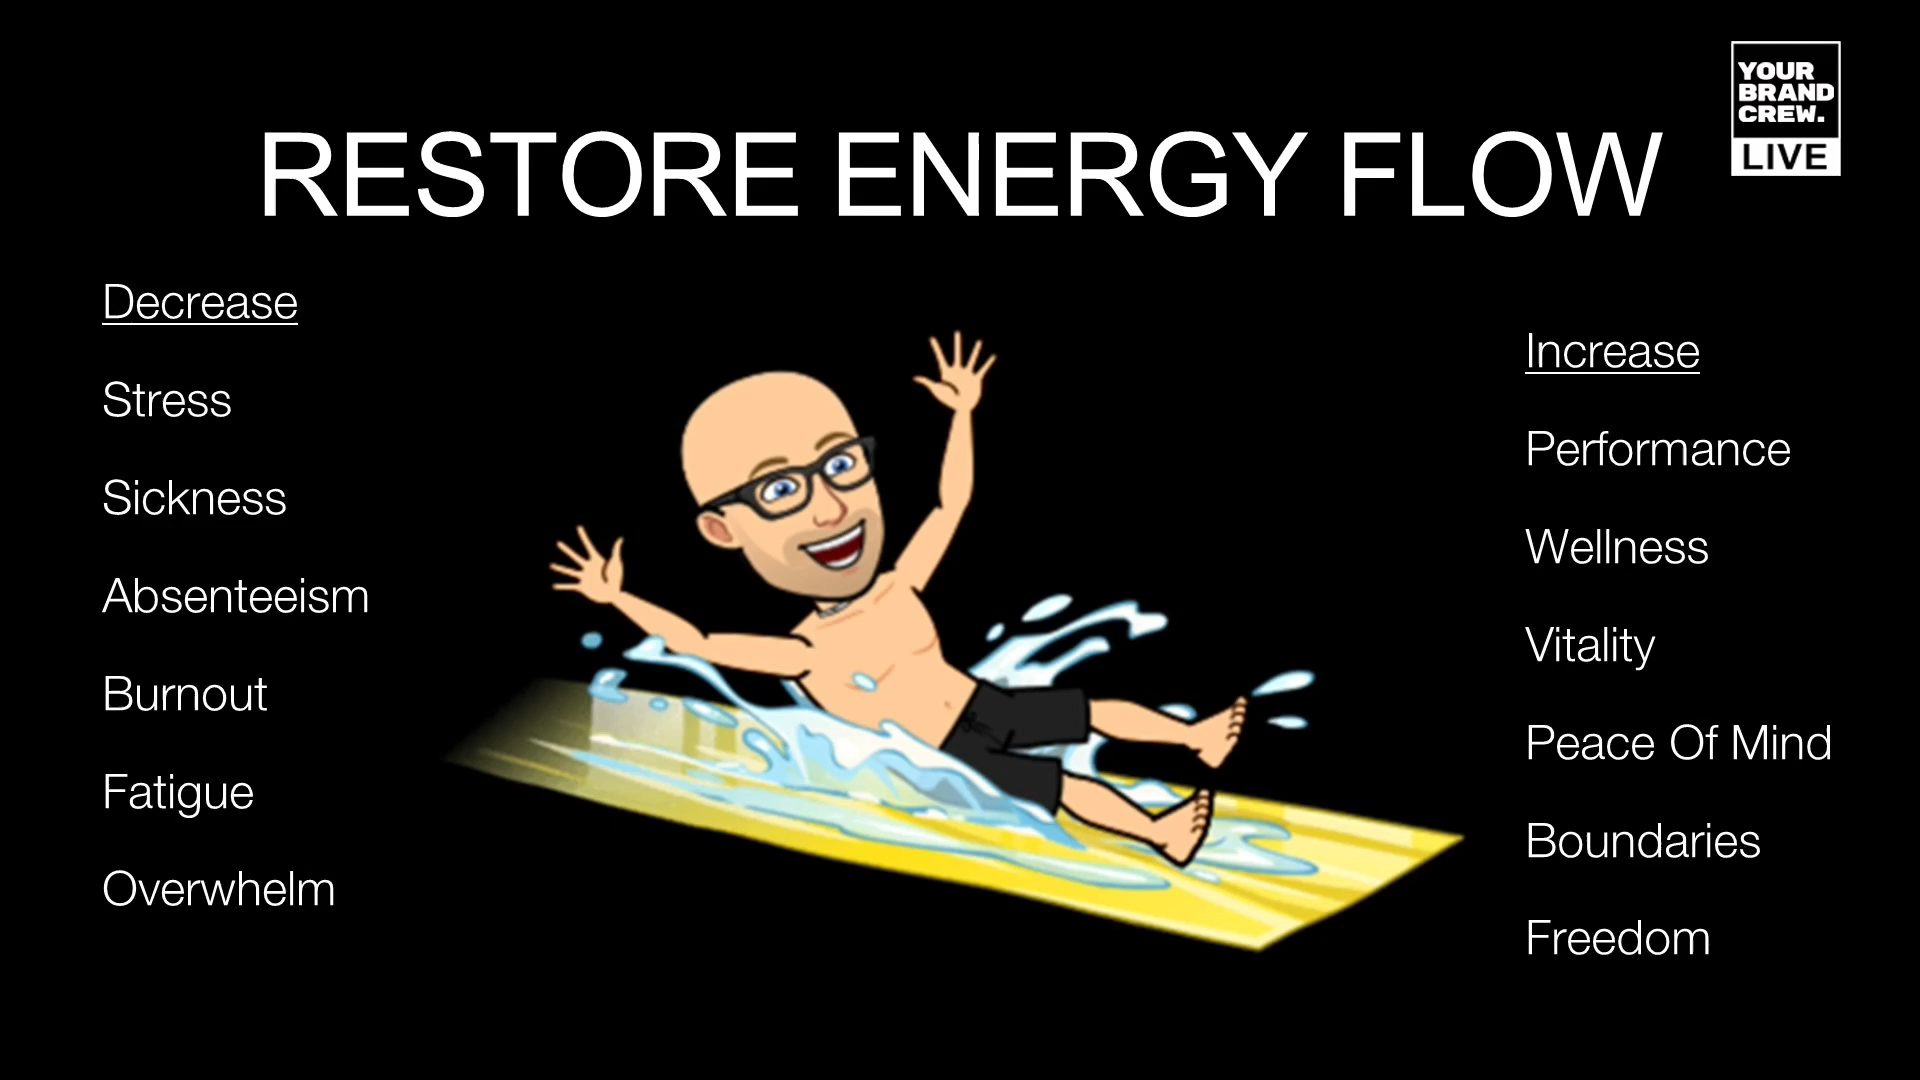 YOUR
BRAND
CREW.
LIVE
RESTORE ENERGY FLOW
Decrease
Stress
Sickness
Absenteeism
Burnout
Fatigue
Overwhelm
Increase
Performance
Wellness
Vitality
Peace Of Mind
Boundaries
Freedom